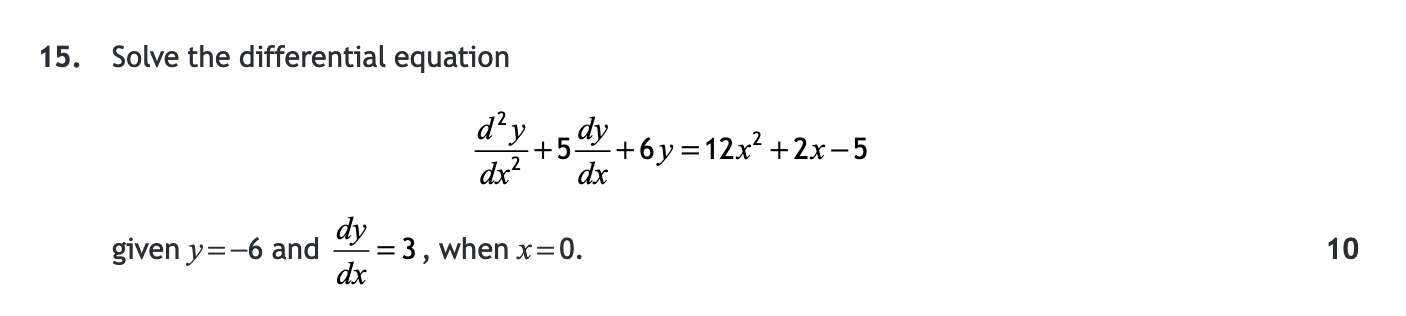 15. Solve the differential equation
d²y/dx² + 5 dy/dx + 6y = 12x² + 2x − 5
given y = −6 and dy/dx = 3, when x = 0. 10